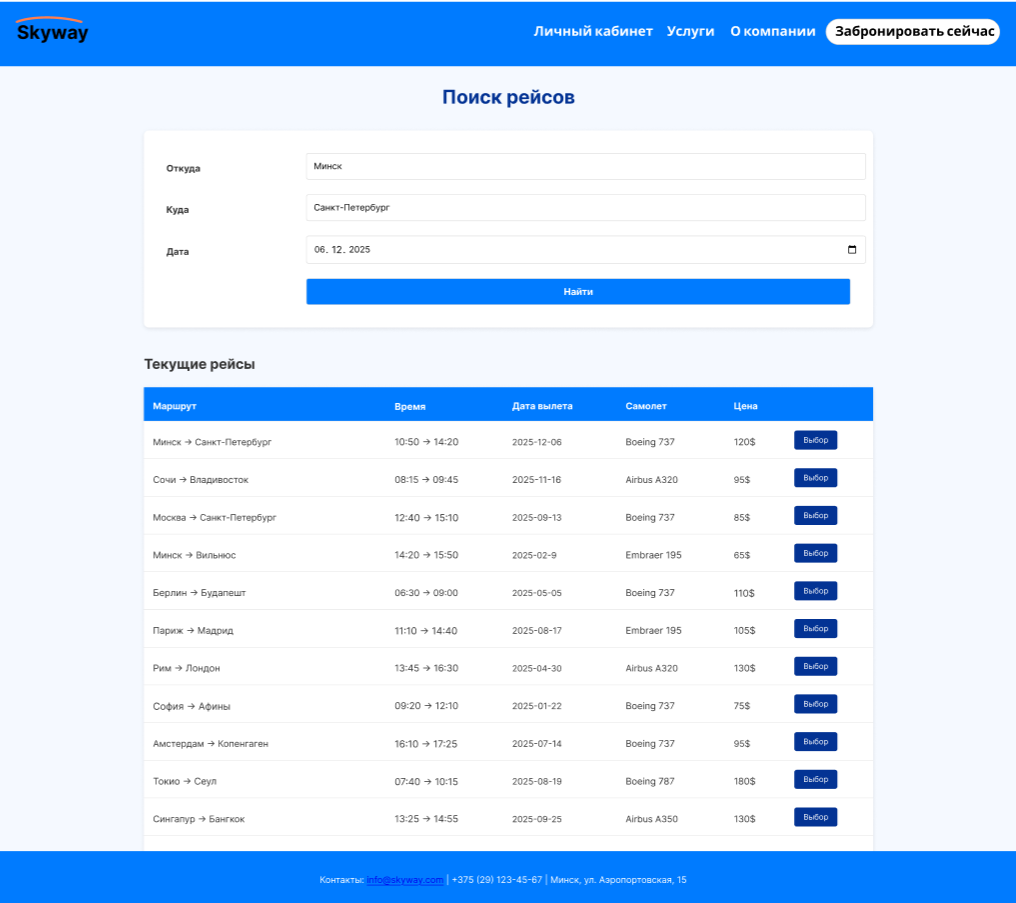 Skyway
Личный кабинет Услуги О компании Забронировать сейчас
Поиск рейсов
Откуда Минск
Куда Санкт-Петербург
Дата 06. 12. 2025
Найти
Текущие рейсы
Маршрут Время Дата вылета Самолет Цена
Минск → Санкт-Петербург 10:50 → 14:20 2025-12-06 Boeing 737 120$ Выбор
Сочи → Владивосток 08:15 → 09:45 2025-11-16 Airbus A320 95$ Выбор
Москва → Санкт-Петербург 12:40 → 15:10 2025-09-13 Boeing 737 85$ Выбор
Минск → Вильнюс 14:20 → 15:50 2025-02-9 Embraer 195 65$ Выбор
Берлин → Будапешт 06:30 → 09:00 2025-05-05 Boeing 737 110$ Выбор
Париж → Мадрид 11:10 → 14:40 2025-08-17 Embraer 195 105$ Выбор
Рим → Лондон 13:45 → 16:30 2025-04-30 Airbus A320 130$ Выбор
София → Афины 09:20 → 12:10 2025-01-22 Boeing 737 75$ Выбор
Амстердам → Копенгаген 16:10 → 17:25 2025-07-14 Boeing 737 95$ Выбор
Токио → Сеул 07:40 → 10:15 2025-08-19 Boeing 787 180$ Выбор
Сингапур → Бангкок 13:25 → 14:55 2025-09-25 Airbus A350 130$ Выбор
Контакты: info@skyway.com | +375 (29) 123-45-67 | Минск, ул. Аэропортовская, 15